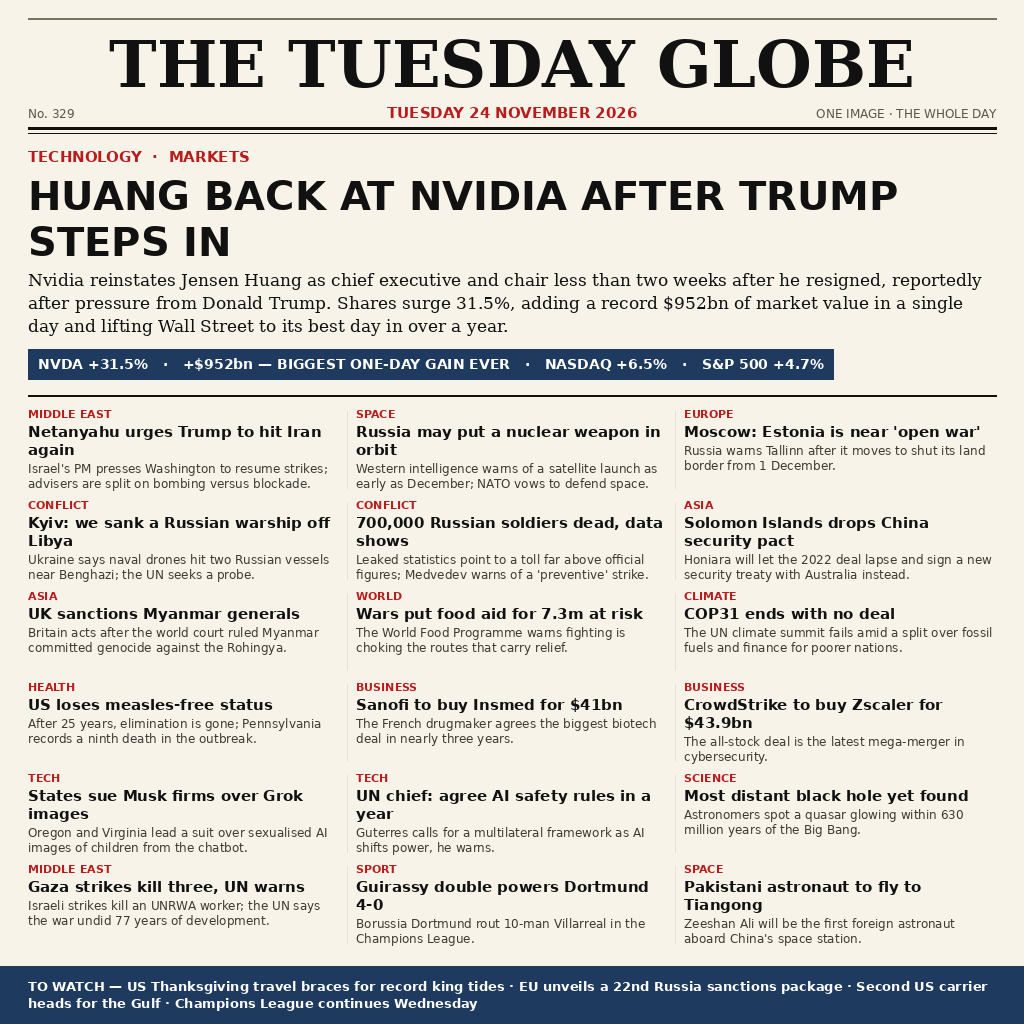 THE TUESDAY GLOBE
No. 329
TUESDAY 24 NOVEMBER 2026
ONE IMAGE · THE WHOLE DAY
TECHNOLOGY · MARKETS
HUANG BACK AT NVIDIA AFTER TRUMP
STEPS IN
Nvidia reinstates Jensen Huang as chief executive and chair less than two weeks after he resigned, reportedly
after pressure from Donald Trump. Shares surge 31.5%, adding a record $952bn of market value in a single
day and lifting Wall Street to its best day in over a year.
NVDA +31.5% · +$952bn — BIGGEST ONE-DAY GAIN EVER · NASDAQ +6.5% · S&P 500 +4.7%
MIDDLE EAST
Netanyahu urges Trump to hit Iran
again
Israel's PM presses Washington to resume strikes;
advisers are split on bombing versus blockade.
SPACE
Russia may put a nuclear weapon in
orbit
Western intelligence warns of a satellite launch as
early as December; NATO vows to defend space.
EUROPE
Moscow: Estonia is near 'open war'
Russia warns Tallinn after it moves to shut its land
border from 1 December.
CONFLICT
Kyiv: we sank a Russian warship off
Libya
Ukraine says naval drones hit two Russian vessels
near Benghazi; the UN seeks a probe.
CONFLICT
700,000 Russian soldiers dead, data
shows
Leaked statistics point to a toll far above official
figures; Medvedev warns of a 'preventive' strike.
ASIA
Solomon Islands drops China
security pact
Honiara will let the 2022 deal lapse and sign a new
security treaty with Australia instead.
ASIA
UK sanctions Myanmar generals
Britain acts after the world court ruled Myanmar
committed genocide against the Rohingya.
WORLD
Wars put food aid for 7.3m at risk
The World Food Programme warns fighting is
choking the routes that carry relief.
CLIMATE
COP31 ends with no deal
The UN climate summit fails amid a split over fossil
fuels and finance for poorer nations.
HEALTH
US loses measles-free status
After 25 years, elimination is gone; Pennsylvania
records a ninth death in the outbreak.
BUSINESS
Sanofi to buy Insmed for $41bn
The French drugmaker agrees the biggest biotech
deal in nearly three years.
BUSINESS
CrowdStrike to buy Zscaler for
$43.9bn
The all-stock deal is the latest mega-merger in
cybersecurity.
TECH
States sue Musk firms over Grok
images
Oregon and Virginia lead a suit over sexualised AI
images of children from the chatbot.
TECH
UN chief: agree AI safety rules in a
year
Guterres calls for a multilateral framework as AI
shifts power, he warns.
SCIENCE
Most distant black hole yet found
Astronomers spot a quasar glowing within 630
million years of the Big Bang.
MIDDLE EAST
Gaza strikes kill three, UN warns
Israeli strikes kill an UNRWA worker; the UN says
the war undid 77 years of development.
SPORT
Guirassy double powers Dortmund
4-0
Borussia Dortmund rout 10-man Villarreal in the
Champions League.
SPACE
Pakistani astronaut to fly to
Tiangong
Zeeshan Ali will be the first foreign astronaut
aboard China's space station.
TO WATCH — US Thanksgiving travel braces for record king tides · EU unveils a 22nd Russia sanctions package · Second US carrier
heads for the Gulf · Champions League continues Wednesday